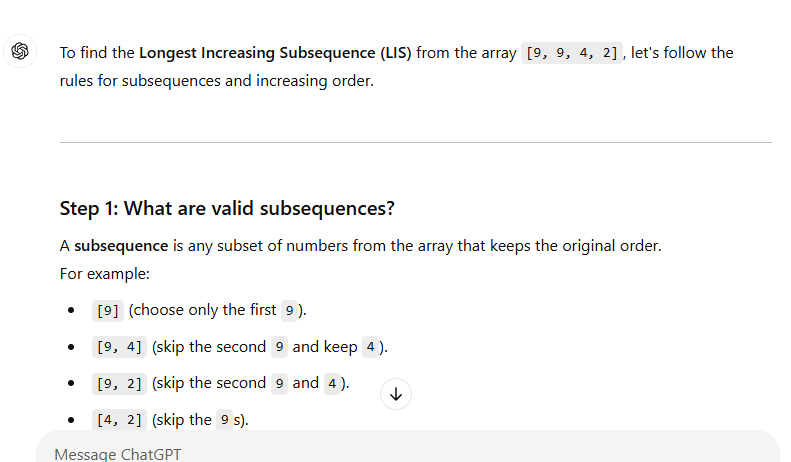 To find the Longest Increasing Subsequence (LIS) from the array [9, 9, 4, 2], let's follow the
rules for subsequences and increasing order.
Step 1: What are valid subsequences?
A subsequence is any subset of numbers from the array that keeps the original order.
For example:
• [9] (choose only the first 9).
• [9, 4] (skip the second 9 and keep 4).
• [9, 2] (skip the second 9 and 4).
• [4, 2] (skip the 9s).
Message ChatGPT